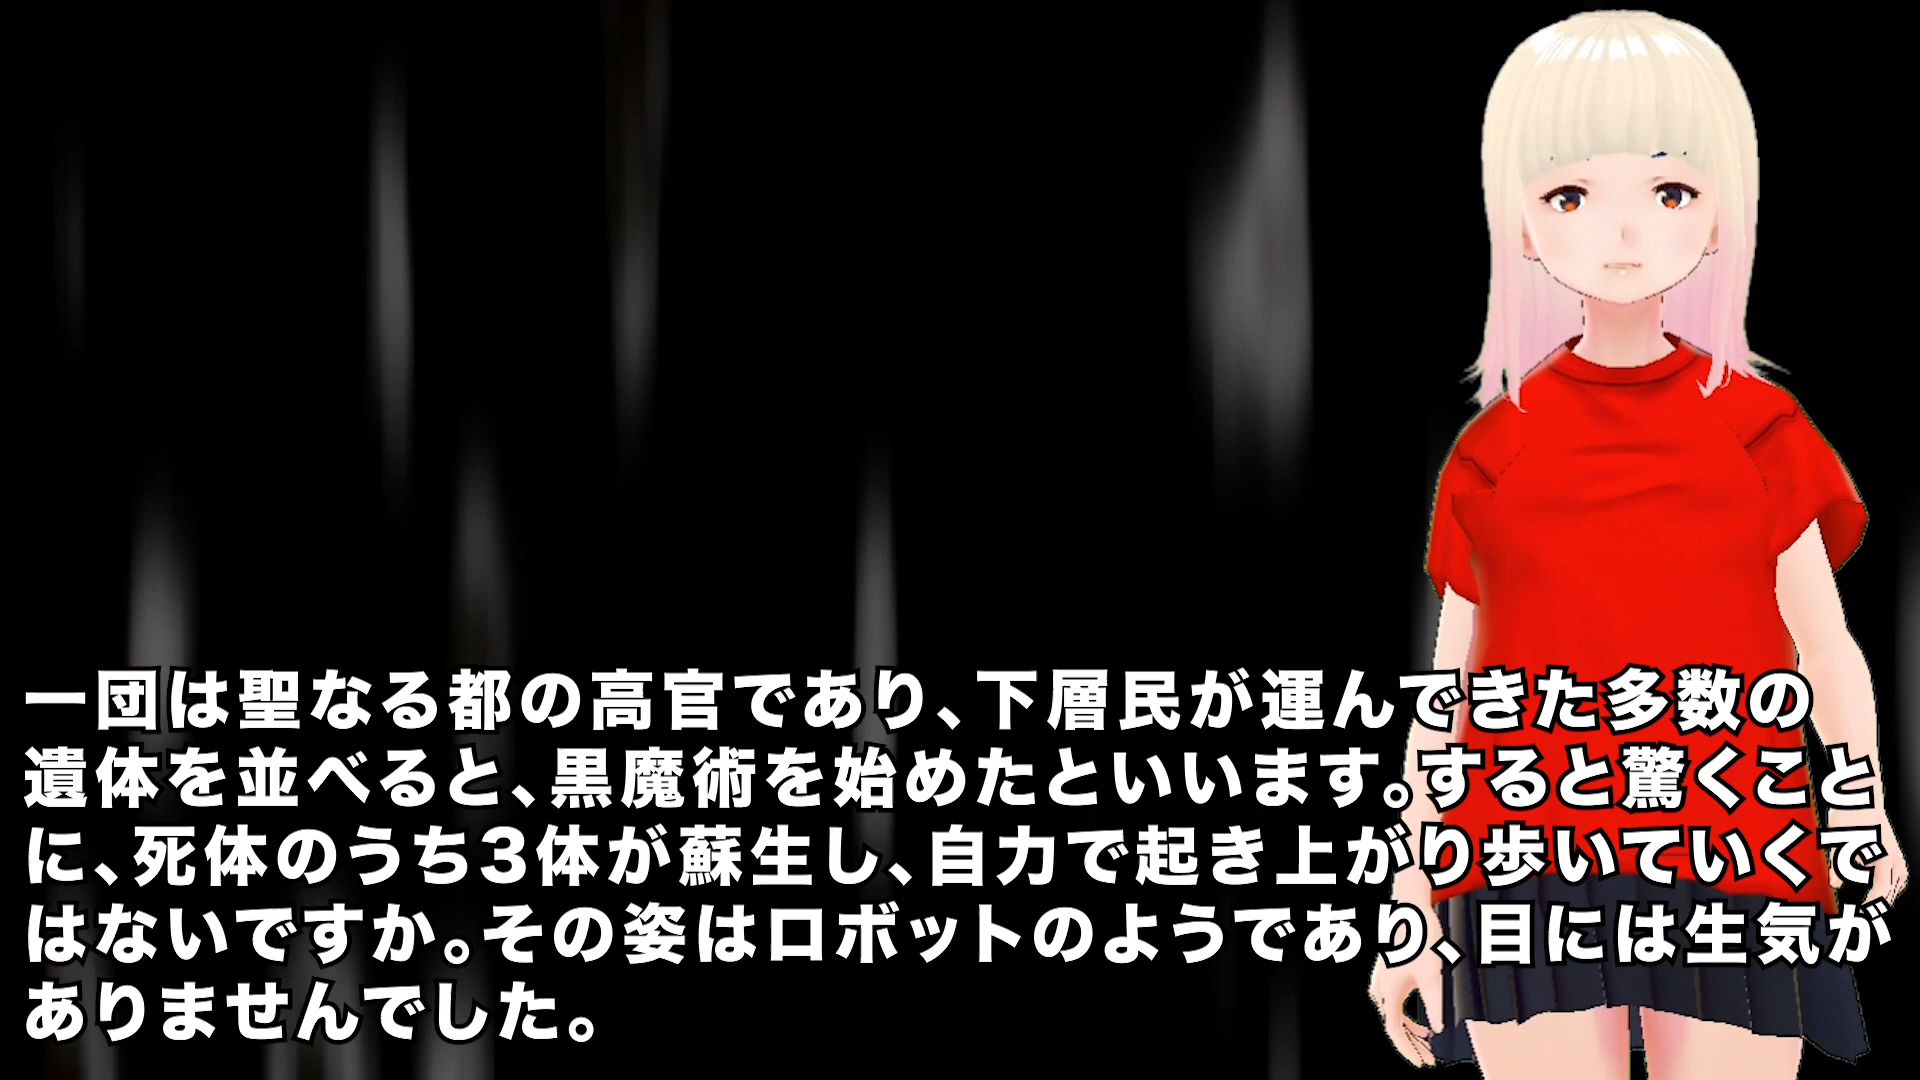 一団は聖なる都の高官であり、下層民が運んできた多数の
遺体を並べると、黒魔術を始めたといいます。すると驚くこと
に、死体のうち3体が蘇生し、自力で起き上がり歩いていくで
はないですか。その姿はロボットのようであり、目には生気が
ありませんでした。